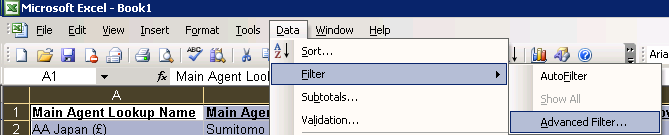 Microsoft Excel - Book1
File Edit View Insert Format Tools Data Window Help
Sort...
Filter
Subtotals...
Validation...
AutoFilter
Show All
Advanced Filter...
Aria
A1 Main Agent Look
A
1 Main Agent Lookup Name Main Agen
2 AA Japan (£) Sumitomo